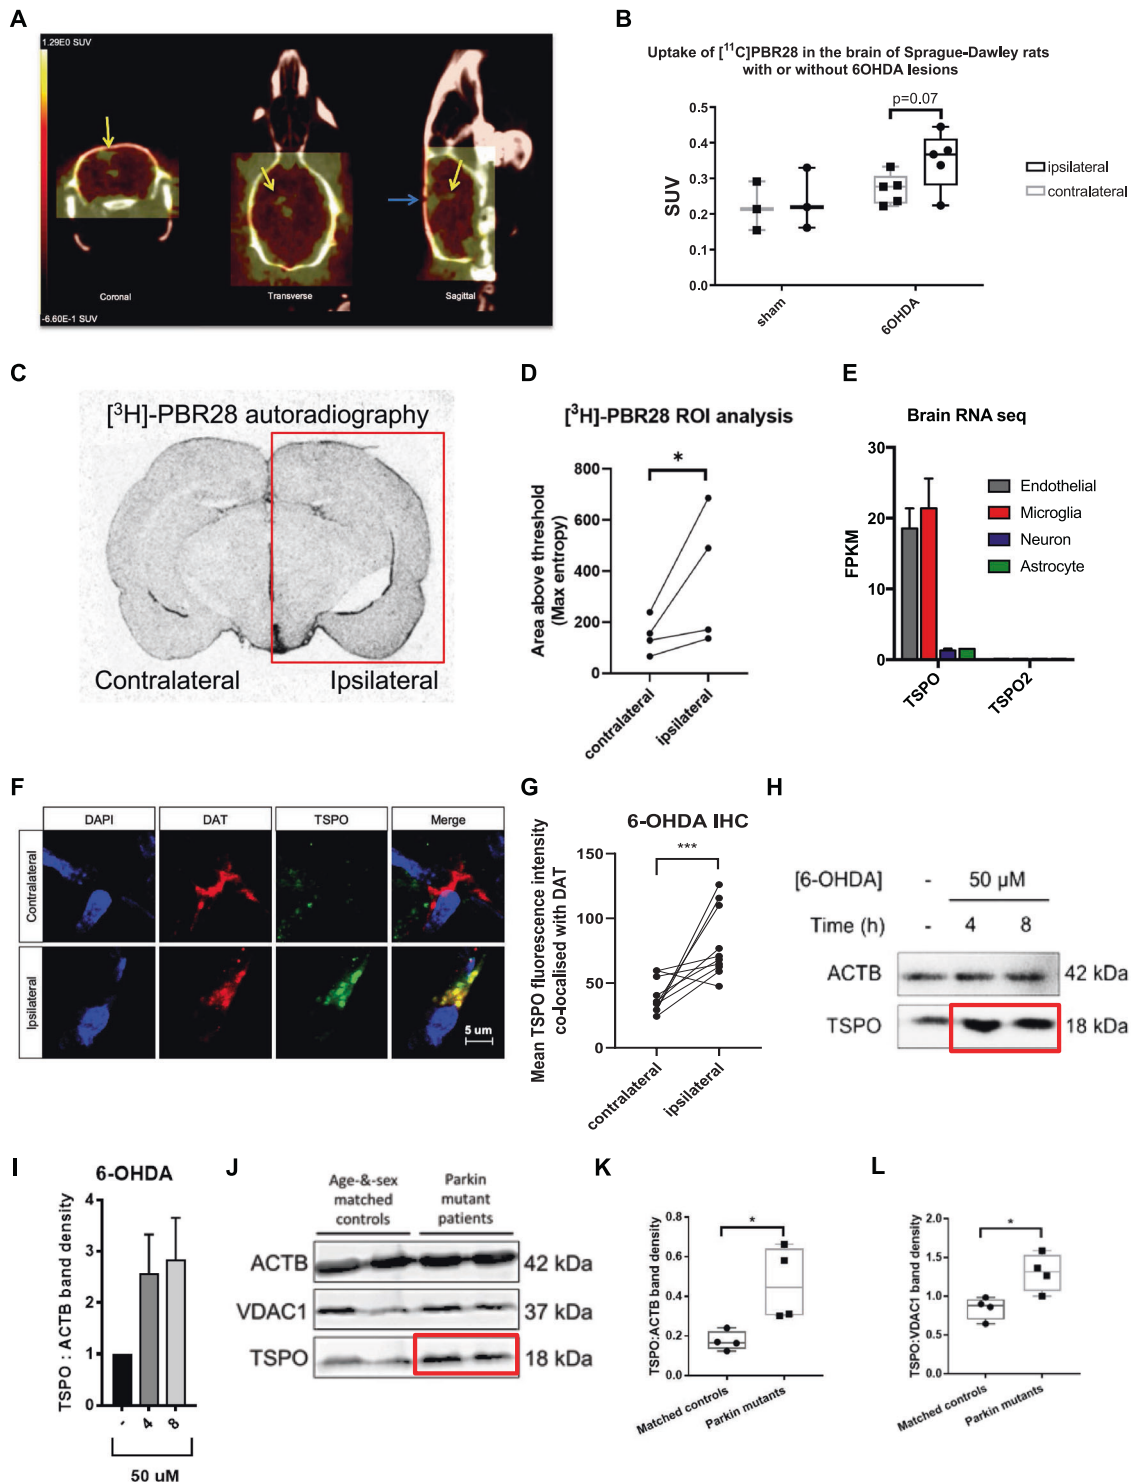 A
1.29E0 SUV
-6.60E-1 SUV
Coronal
Transverse
Sagittal
B
Uptake of [¹¹C]PBR28 in the brain of Sprague-Dawley rats
with or without 6OHDA lesions
p=0.07
SUV
0.5
0.4
0.3
0.2
0.1
0.0
sham
6OHDA
ipsilateral
contralateral
C
[³H]-PBR28 autoradiography
Contralateral
Ipsilateral
D
[³H]-PBR28 ROI analysis
*
Area above threshold
(Max entropy)
800
600
400
200
0
contralateral
ipsilateral
E
Brain RNA seq
FPKM
30
20
10
0
Endothelial
Microglia
Neuron
Astrocyte
TSPO
TSPO2
F
DAPI
DAT
TSPO
Merge
Contralateral
Ipsilateral
5 um
G
6-OHDA IHC
***
Mean TSPO fluorescence intensity
co-localised with DAT
150
100
50
0
contralateral
ipsilateral
H
[6-OHDA] - 50 µM
Time (h) - 4 8
ACTB 42 kDa
TSPO 18 kDa
I
6-OHDA
TSPO : ACTB band density
4
3
2
1
0
- 4 8
50 uM
J
Age-&-sex
matched
controls
Parkin
mutant
patients
ACTB 42 kDa
VDAC1 37 kDa
TSPO 18 kDa
K
*
TSPO:ACTB band density
0.8
0.6
0.4
0.2
0.0
Matched controls
Parkin mutants
L
*
TSPO:VDAC1 band density
2.0
1.5
1.0
0.5
0.0
Matched controls
Parkin mutants